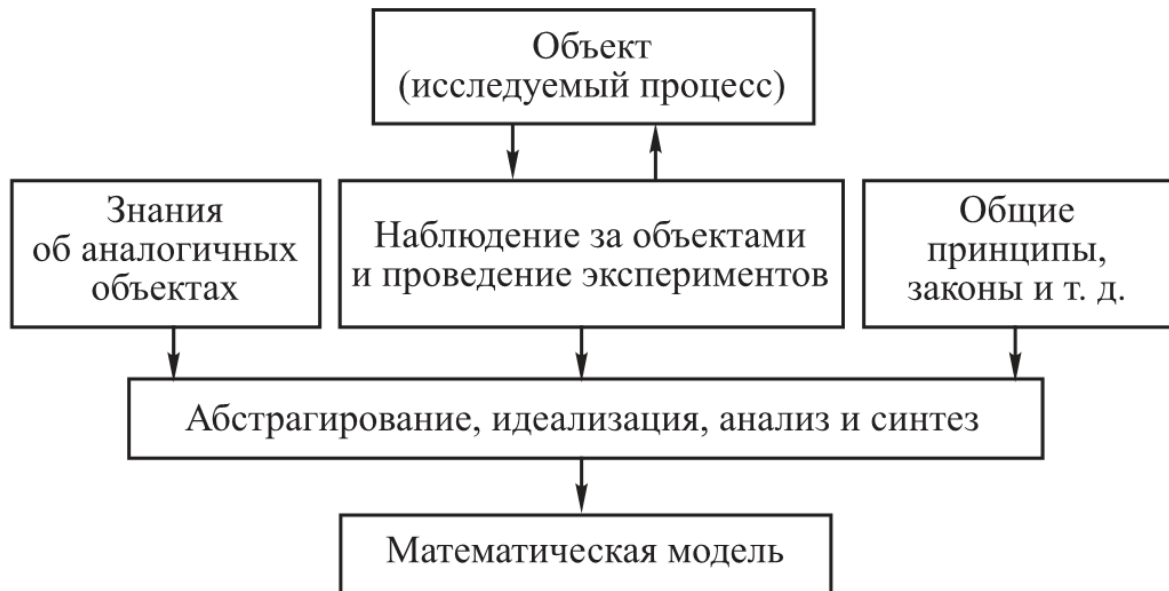 Объект
(исследуемый процесс)
Знания
об аналогичных
объектах
Наблюдение за объектами
и проведение экспериментов
Общие
принципы,
законы и т. д.
Абстрагирование, идеализация, анализ и синтез
Математическая модель